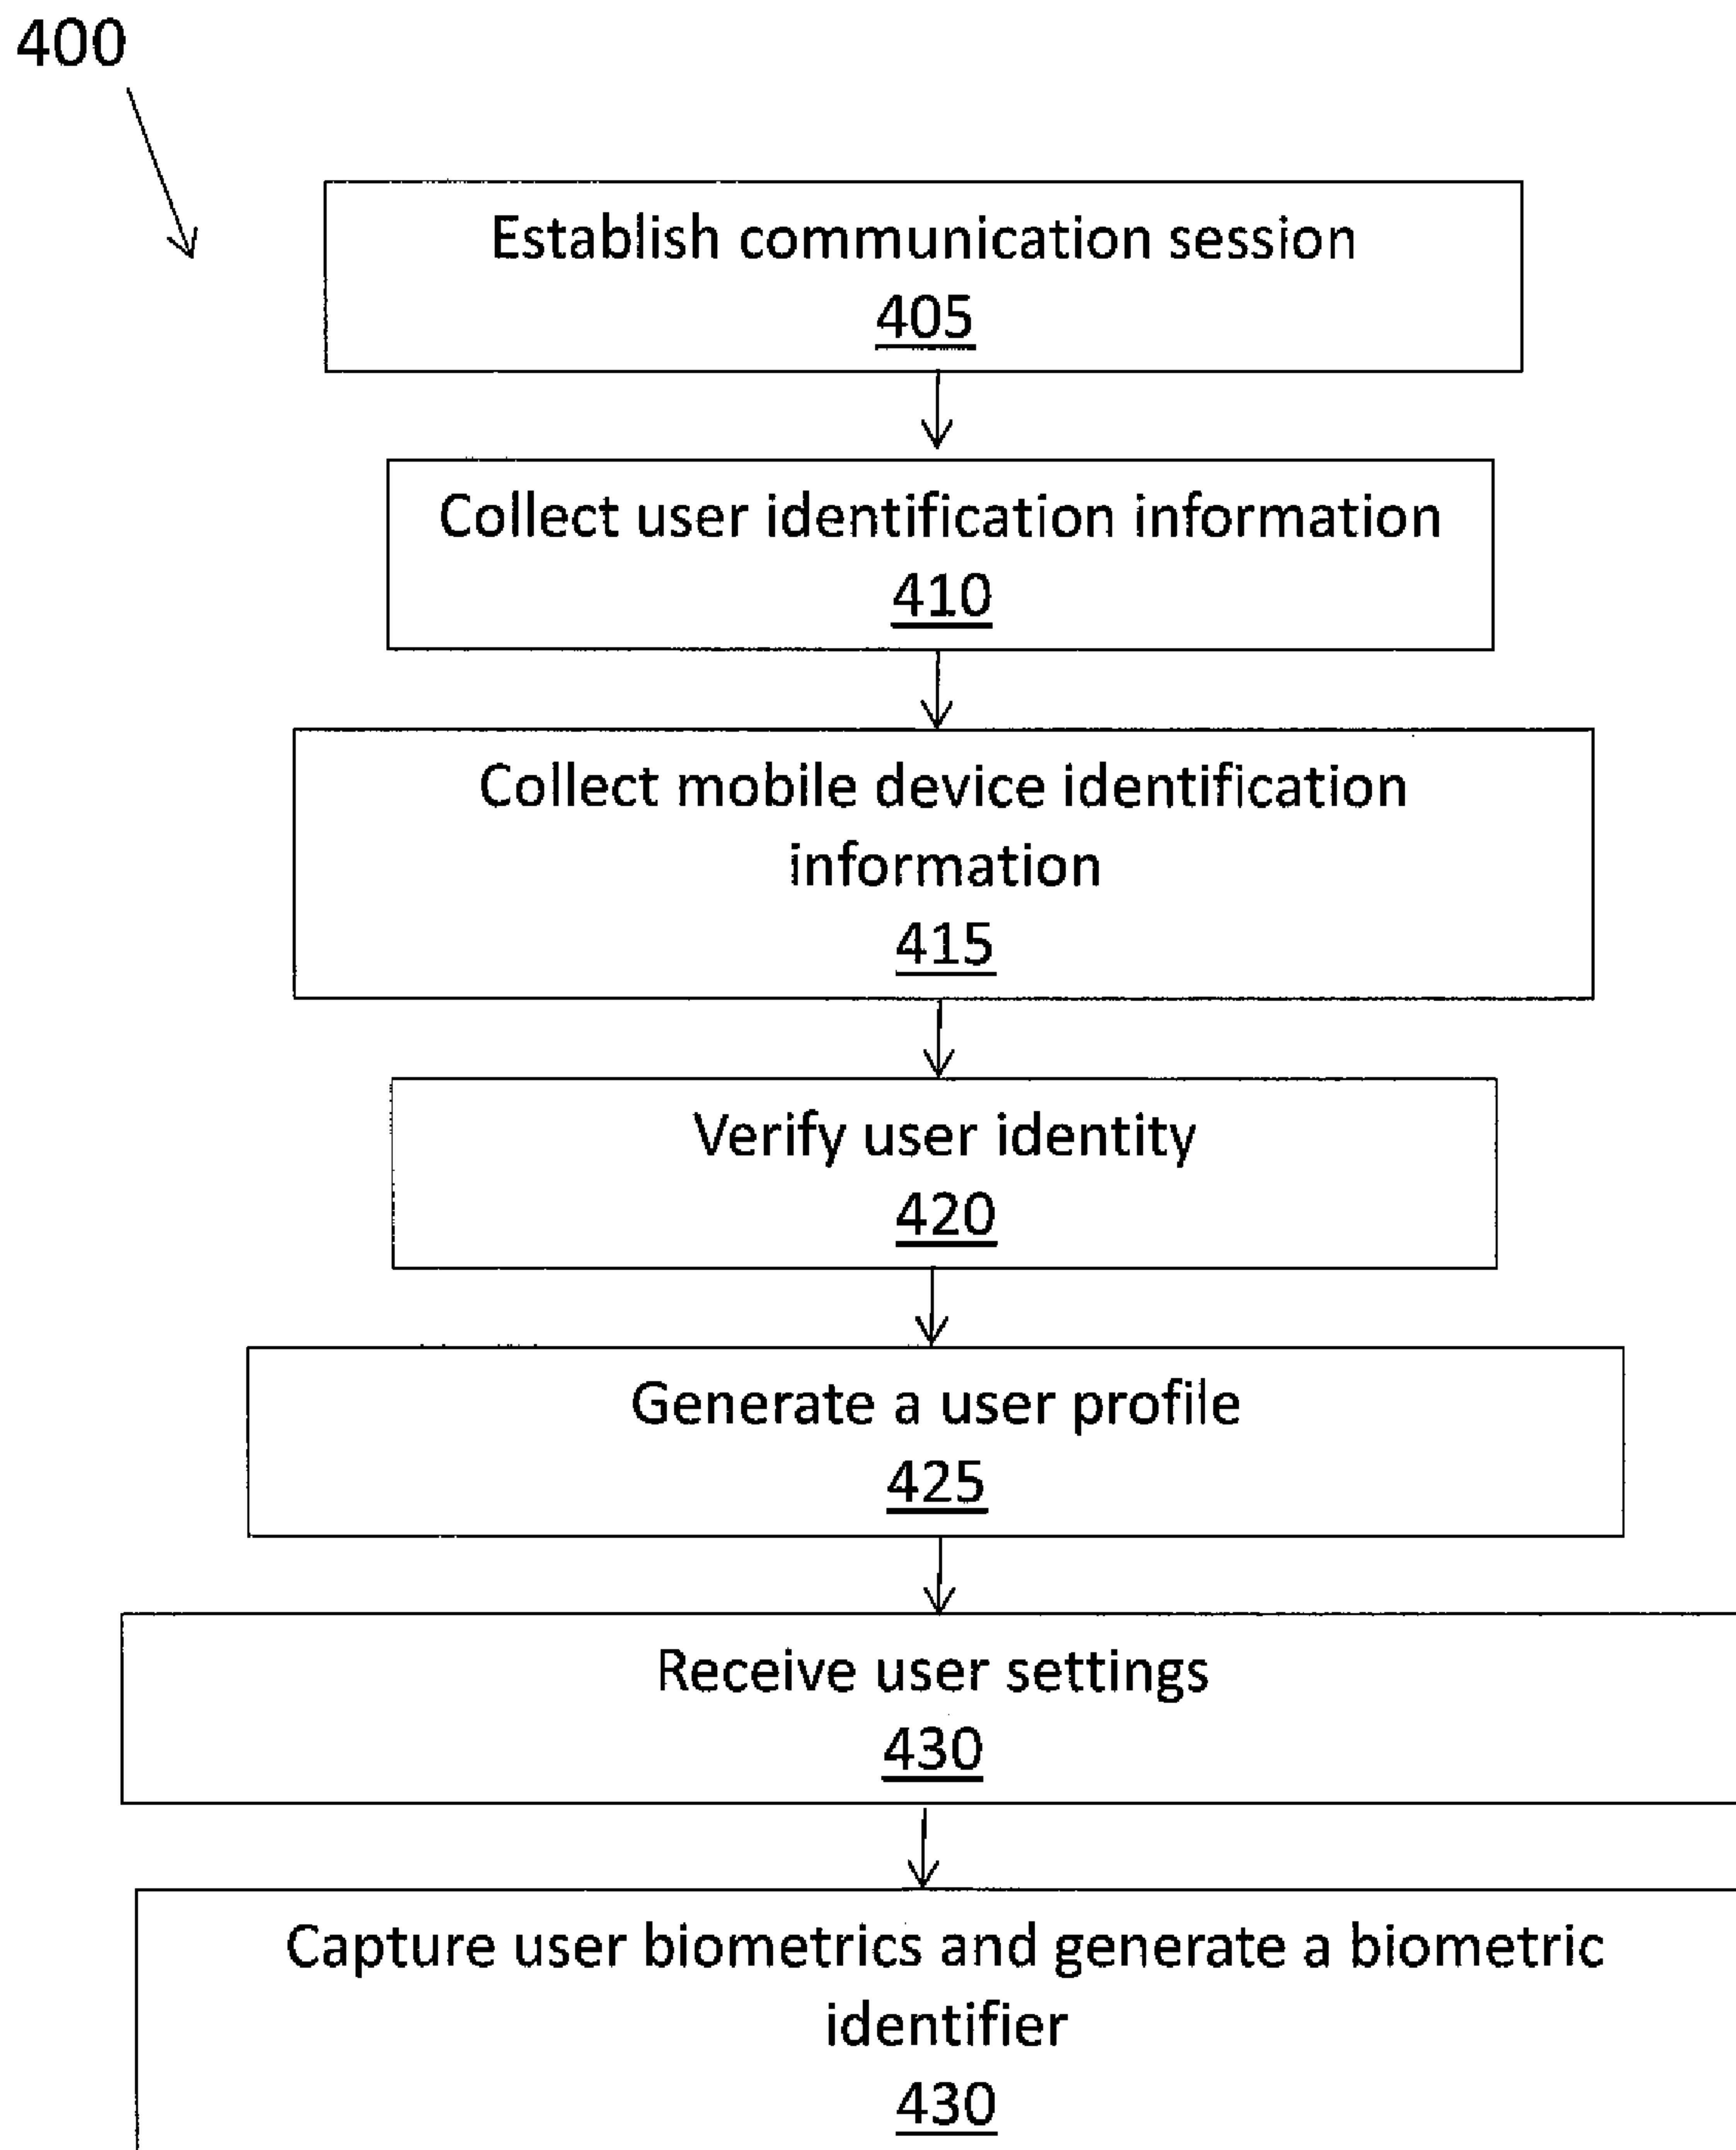 400
Establish communication session
405
Collect user identification information
410
Collect mobile device identification
information
415
Verify user identity
420
Generate a user profile
425
Receive user settings
430
Capture user biometrics and generate a biometric
identifier
430